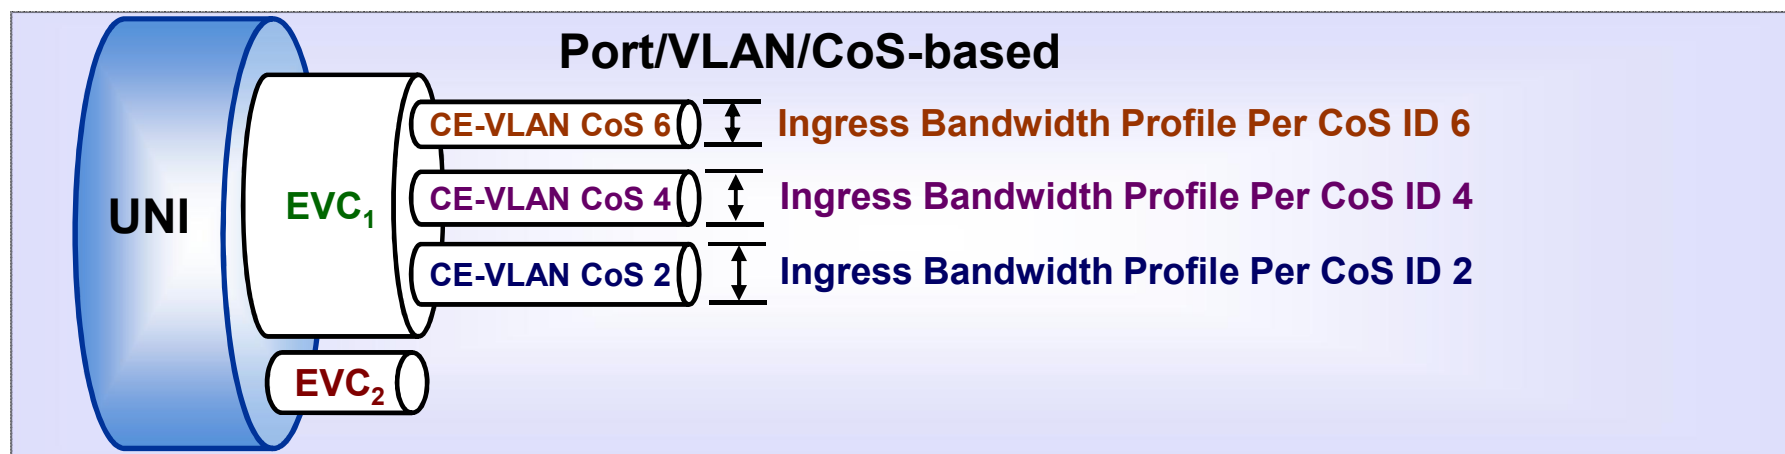 Port/VLAN/CoS-based
CE-VLAN CoS 6 Ingress Bandwidth Profile Per CoS ID 6
UNI EVC1 CE-VLAN CoS 4 Ingress Bandwidth Profile Per CoS ID 4
CE-VLAN CoS 2 Ingress Bandwidth Profile Per CoS ID 2
EVC2